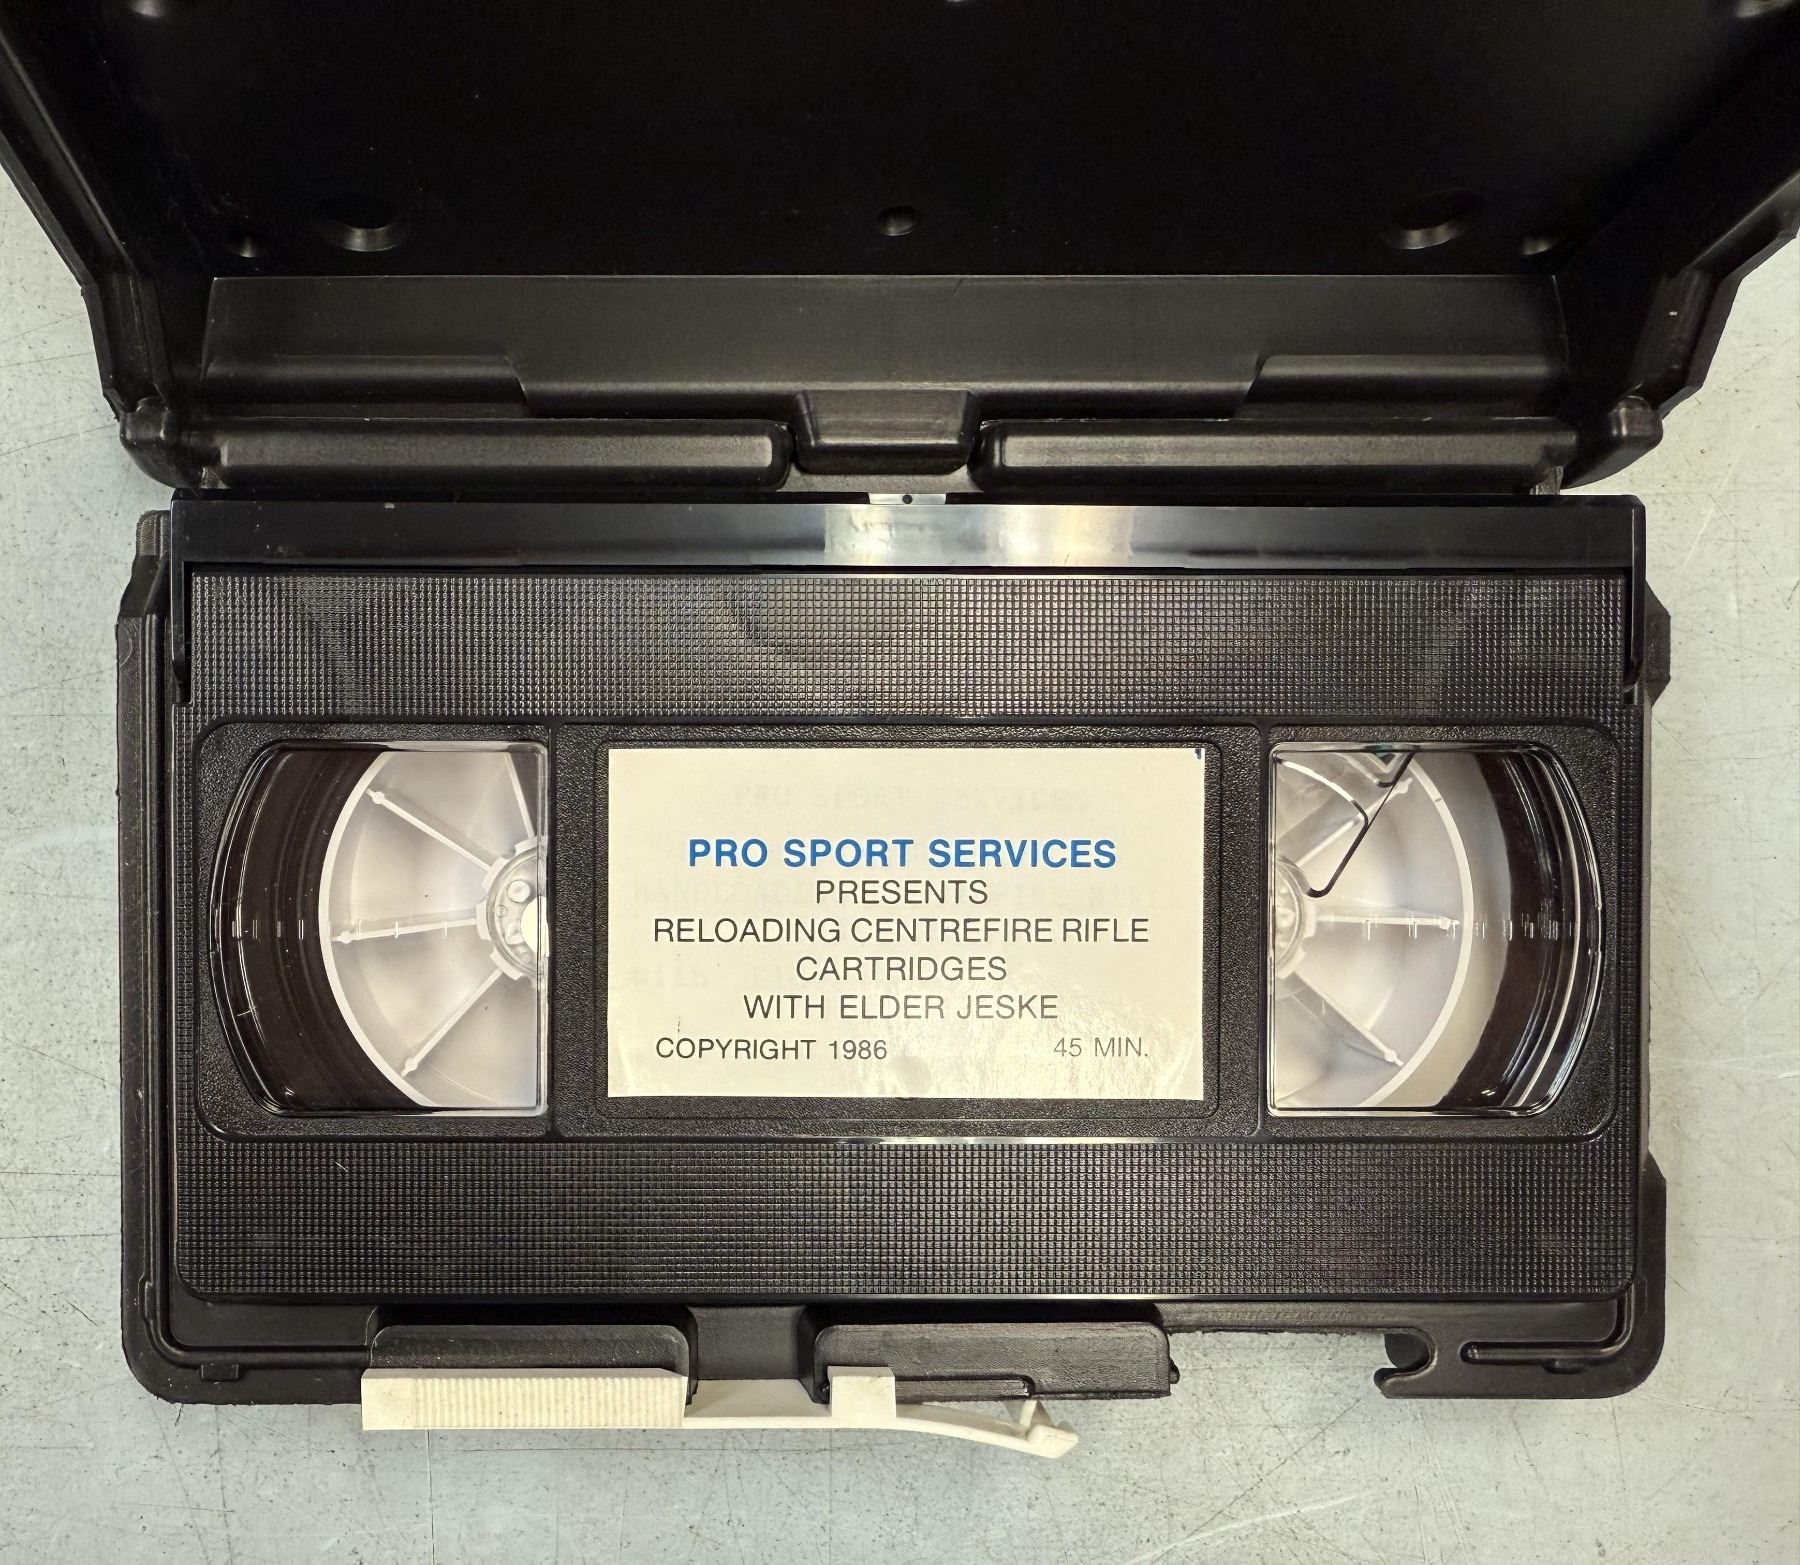 PRO SPORT SERVICES
PRESENTS
RELOADING CENTREFIRE RIFLE
CARTRIDGES
WITH ELDER JESKE
COPYRIGHT 1986 45 MIN.